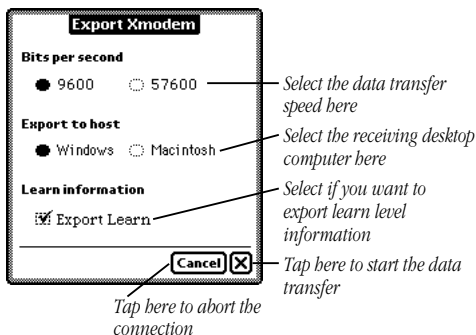 Export Xmodem
Bits per second
9600 57600
Select the data transfer
speed here
Export to host
Windows Macintosh
Select the receiving desktop
computer here
Learn information
Export Learn
Select if you want to
export learn level
information
Cancel
Tap here to start the data
transfer
Tap here to abort the
connection